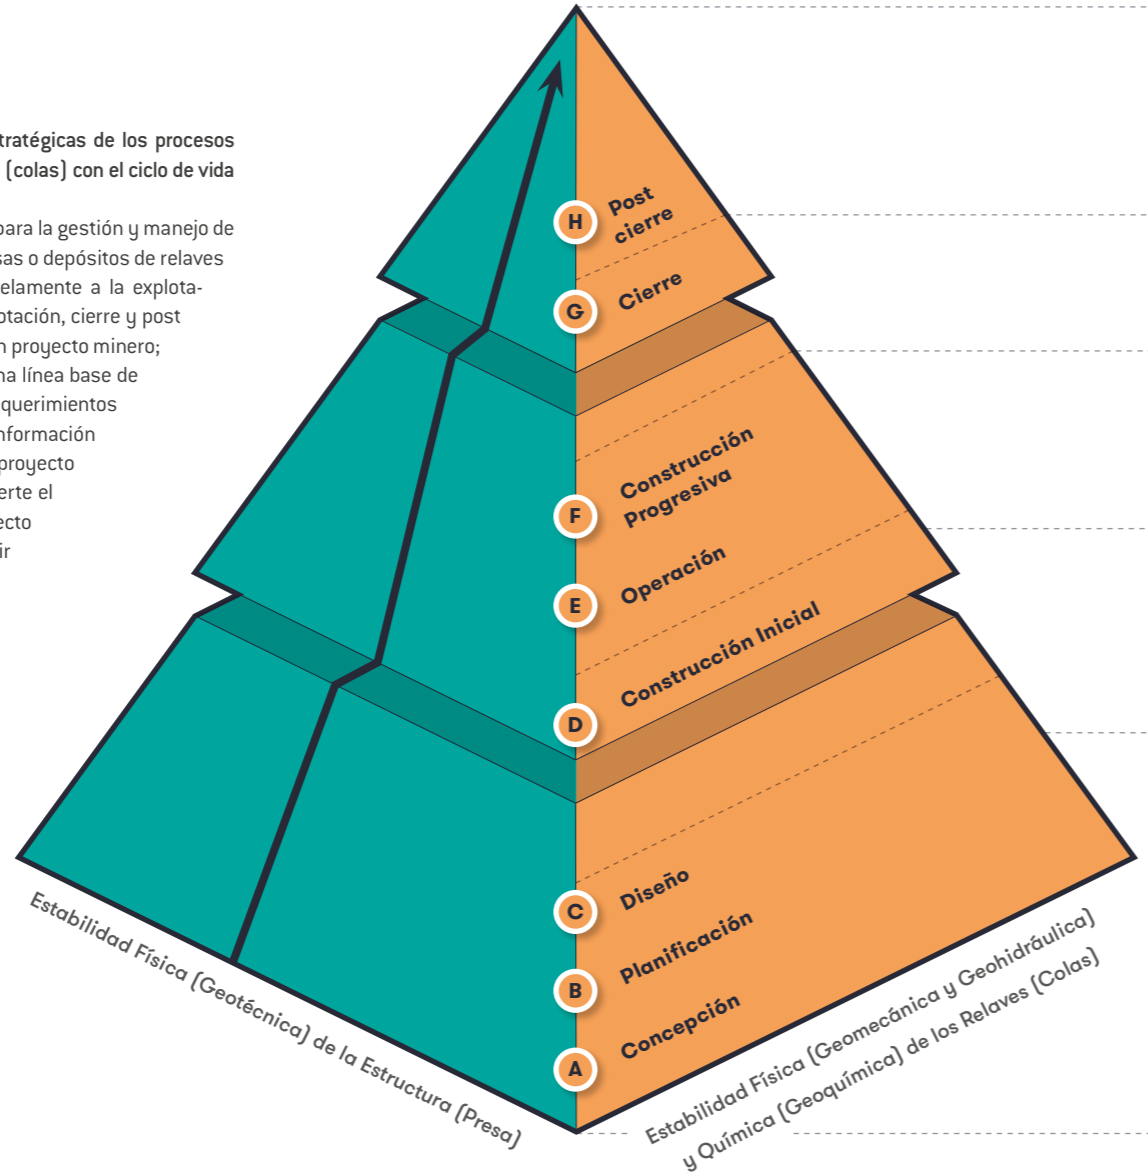 tratégicas de los procesos
(colas) con el ciclo de vida
para la gestión y manejo de
sas o depósitos de relaves
elamente a la explota-
otación, cierre y post
n proyecto minero;
na línea base de
querimientos
nformación
proyecto
erte el
ecto
ir
H Post
cierre
G Cierre
F Construcción
Progresiva
E Operación
D Construcción Inicial
C Diseño
B Planificación
A Concepción
Estabilidad Física (Geotécnica) de la Estructura (Presa)
Estabilidad Física (Geomecánica y Geohidráulica)
y Química (Geoquímica) de los Relaves (Colas)